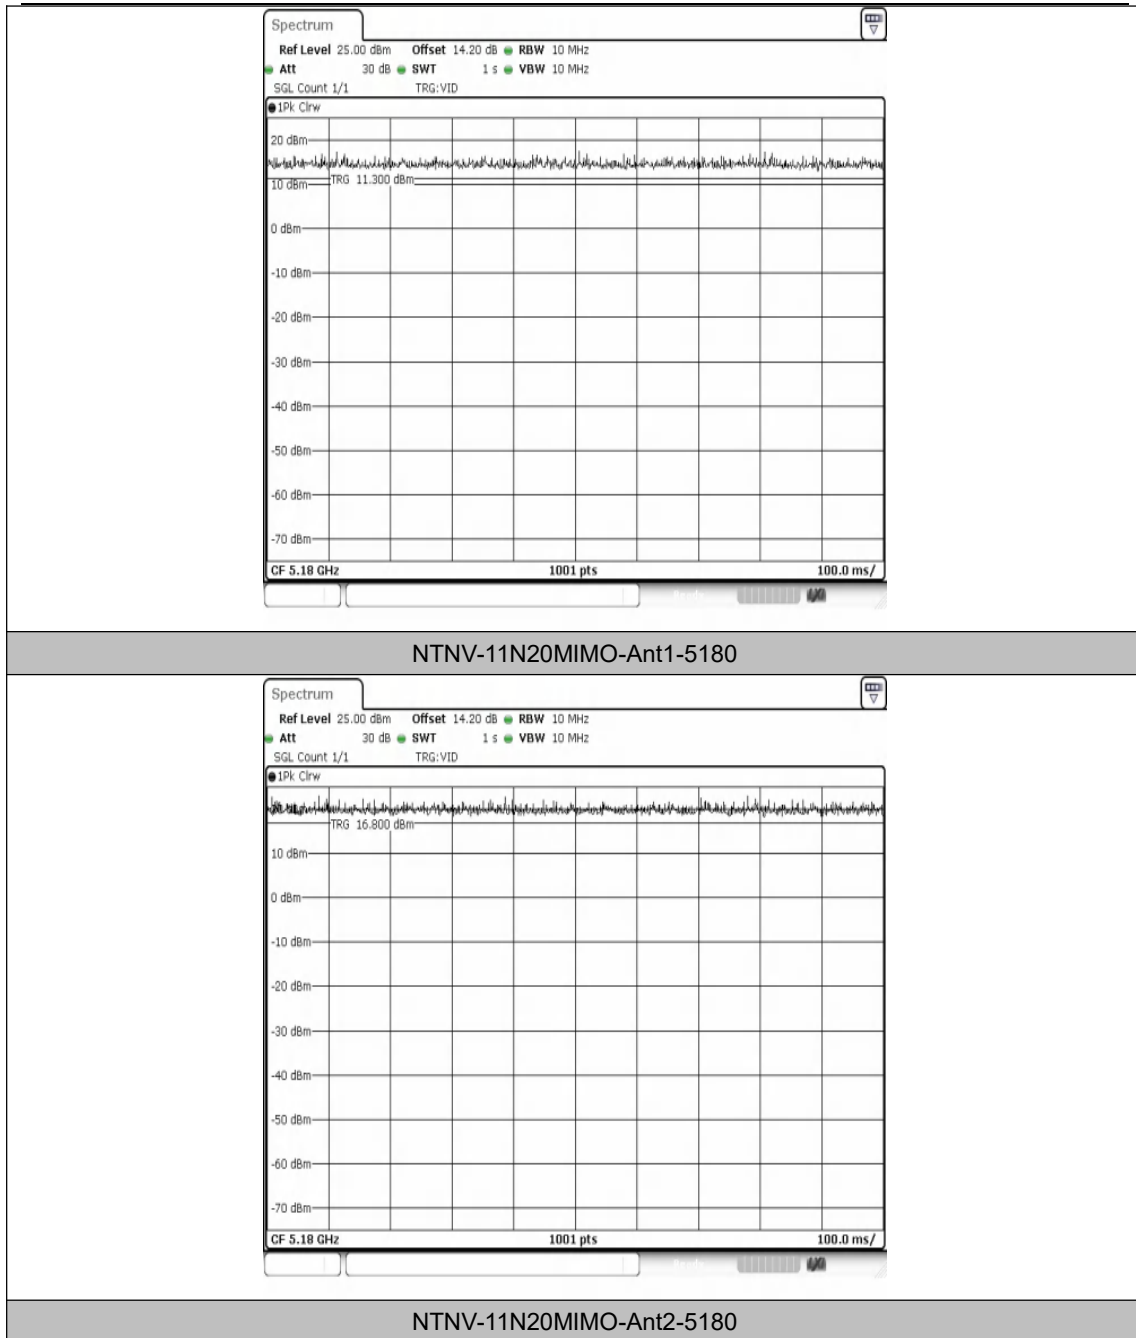 Spectrum
Ref Level 25.00 dBm Offset 14.20 dB RBW 10 MHz
Att 30 dB SWT 1 s VBW 10 MHz
SGL Count 1/1 TRG:VID
1Pk Clrw
20 dBm
TRG 11.300 dBm
10 dBm
0 dBm
-10 dBm
-20 dBm
-30 dBm
-40 dBm
-50 dBm
-60 dBm
-70 dBm
CF 5.18 GHz 1001 pts 100.0 ms/
NTNV-11N20MIMO-Ant1-5180
Spectrum
Ref Level 25.00 dBm Offset 14.20 dB RBW 10 MHz
Att 30 dB SWT 1 s VBW 10 MHz
SGL Count 1/1 TRG:VID
1Pk Clrw
TRG 16.800 dBm
10 dBm
0 dBm
-10 dBm
-20 dBm
-30 dBm
-40 dBm
-50 dBm
-60 dBm
-70 dBm
CF 5.18 GHz 1001 pts 100.0 ms/
NTNV-11N20MIMO-Ant2-5180